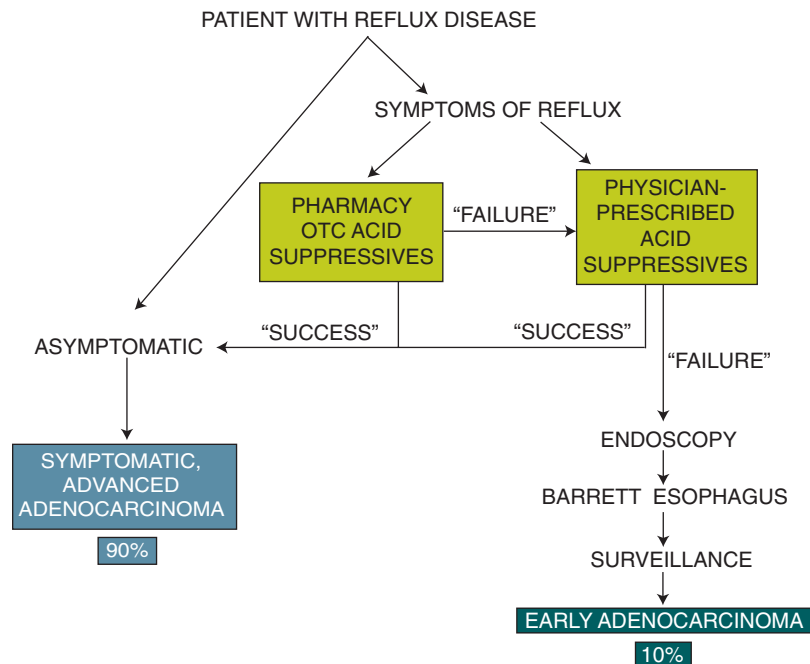 PATIENT WITH REFLUX DISEASE
SYMPTOMS OF REFLUX
PHARMACY
OTC ACID
SUPPRESSIVES
"FAILURE"
PHYSICIAN-
PRESCRIBED
ACID
SUPPRESSIVES
"SUCCESS"
"SUCCESS"
ASYMPTOMATIC
"FAILURE"
SYMPTOMATIC,
ADVANCED
ADENOCARCINOMA
90%
ENDOSCOPY
BARRETT ESOPHAGUS
SURVEILLANCE
EARLY ADENOCARCINOMA
10%